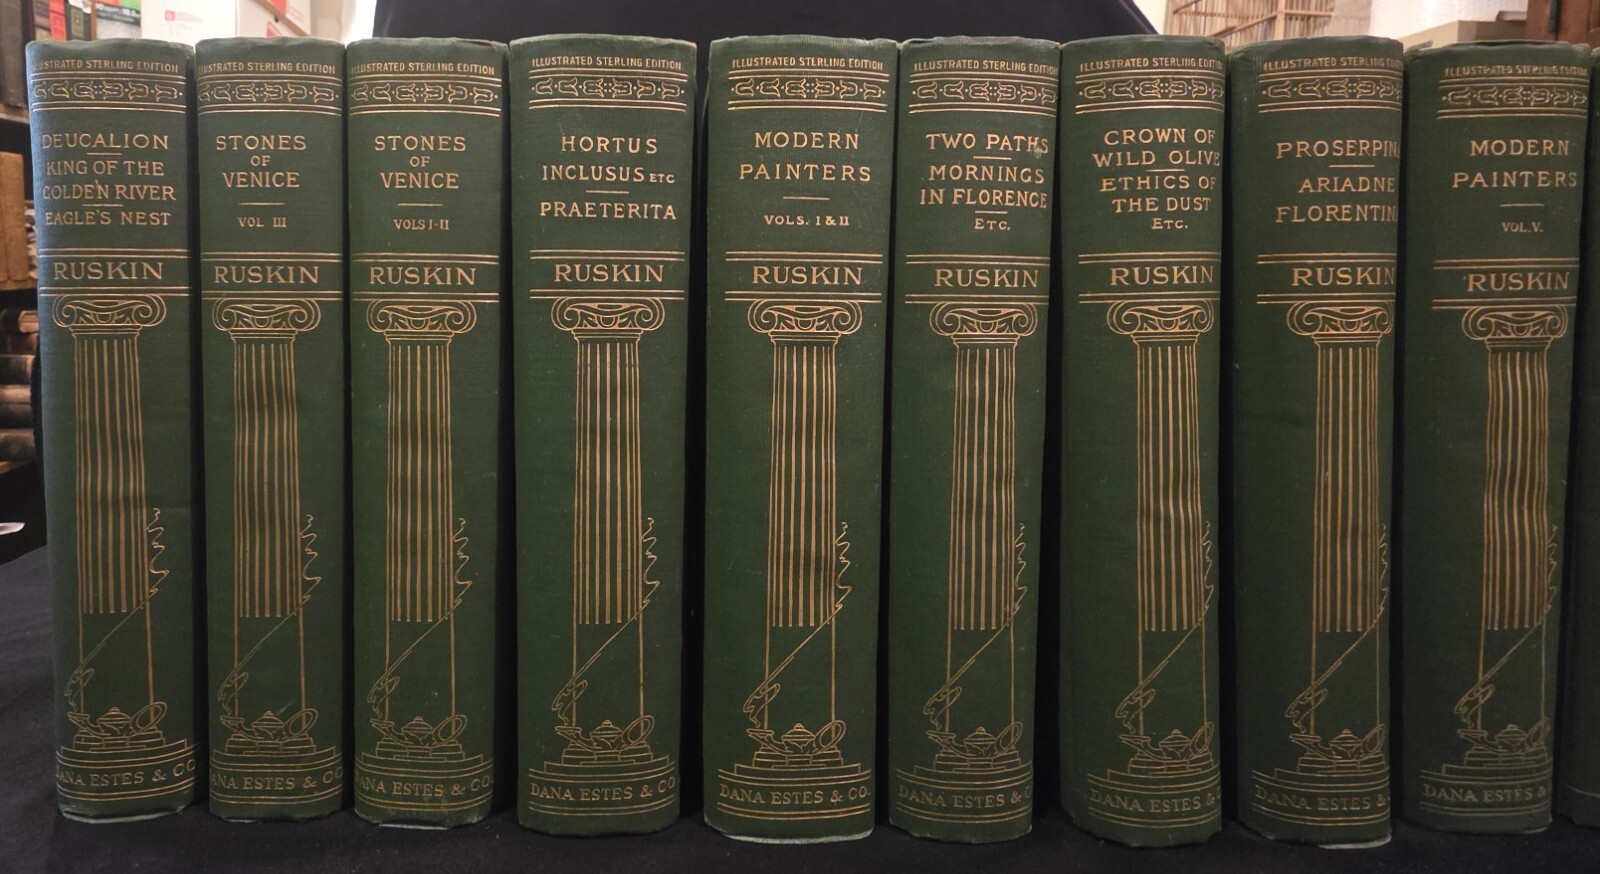 ILLUSTRATED STERLING EDITION
DEUCALION
KING OF THE
GOLDEN RIVER
EAGLE'S NEST
RUSKIN
DANA ESTES & CO
ILLUSTRATED STERLING EDITION
STONES
OF
VENICE
VOL III
RUSKIN
DANA ESTES & CO
ILLUSTRATED STERLING EDITION
STONES
OF
VENICE
VOLS I-II
RUSKIN
DANA ESTES & CO.
ILLUSTRATED STERLING EDITION
HORTUS
INCLUSUS ETC
PRAETERITA
RUSKIN
DANA ESTES & CO.
ILLUSTRATED STERLING EDITION
MODERN
PAINTERS
VOLS. I & II
RUSKIN
DANA ESTES & CO.
ILLUSTRATED STERLING EDITION
TWO PATHS
MORNINGS
IN FLORENCE
ETC.
RUSKIN
DANA ESTES & C
ILLUSTRATED STERLING EDITION
CROWN OF
WILD OLIVE
ETHICS OF
THE DUST
ETC.
RUSKIN
DANA ESTES & C
ILLUSTRATED STERLING EDITI
PROSERPINA
ARIADNE
FLORENTINA
RUSKIN
DANA ESTES &
ILLUSTRATED STERLING EDITION
MODERN
PAINTERS
VOL. V.
RUSKIN
DANA ESTES &